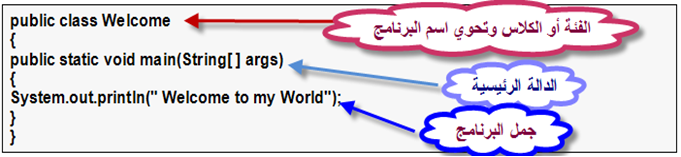 public class Welcome
الفئة أو الكلاس وتحوي اسم البرنامج
{
public static void main(String[ ] args)
{
الدالة الرئيسية
System.out.println(" Welcome to my World");
}
جمل البرنامج
}